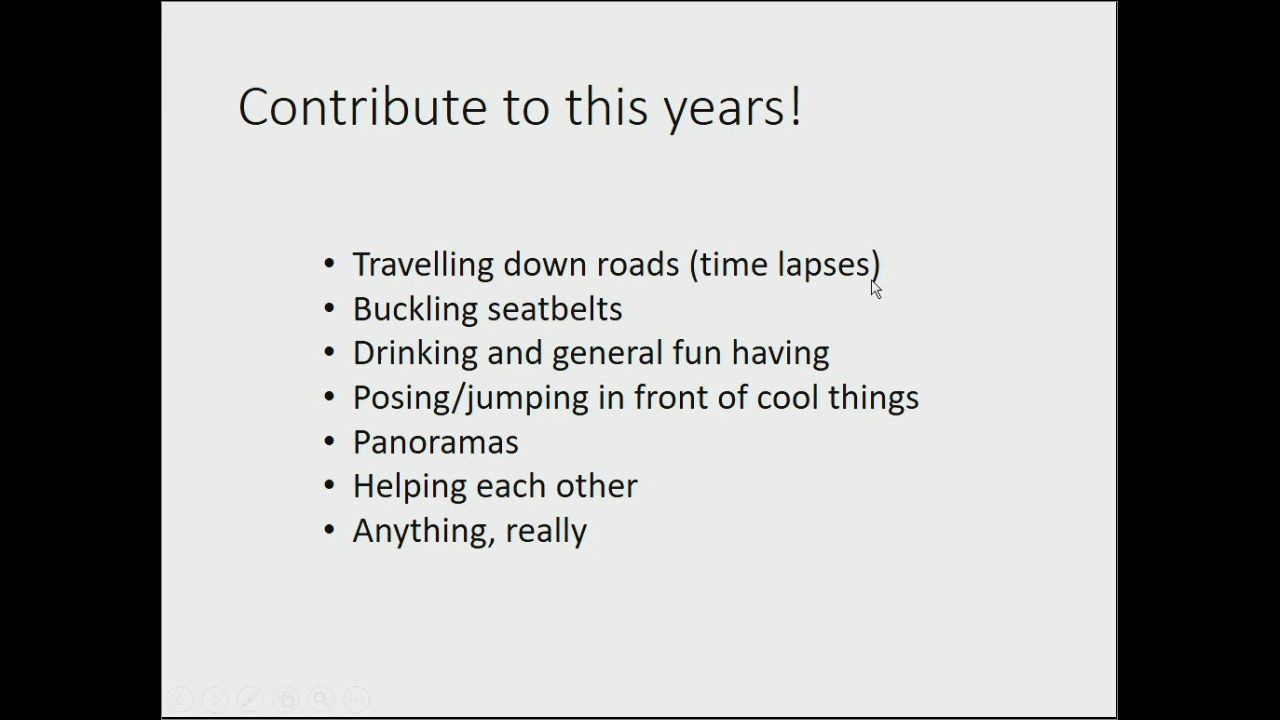 Contribute to this years!
• Travelling down roads (time lapses)
• Buckling seatbelts
• Drinking and general fun having
• Posing/jumping in front of cool things
• Panoramas
• Helping each other
• Anything, really